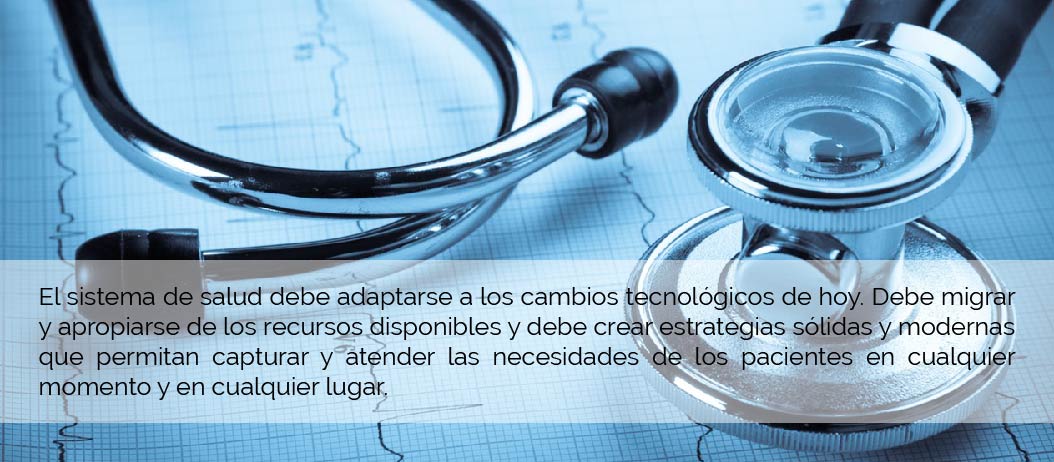 El sistema de salud debe adaptarse a los cambios tecnológicos de hoy. Debe migrar
y apropiarse de los recursos disponibles y debe crear estrategias sólidas y modernas
que permitan capturar y atender las necesidades de los pacientes en cualquier
momento y en cualquier lugar.